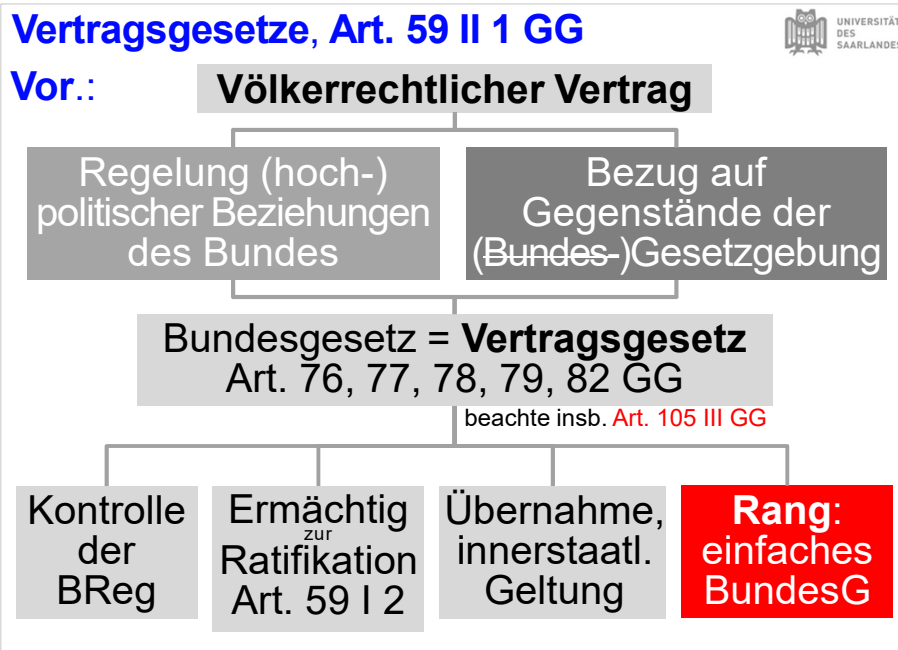 Vertragsgesetze, Art. 59 II 1 GG
UNIVERSITÄT
DES
SAARLANDES
Vor.:
Völkerrechtlicher Vertrag
Regelung (hoch-)
politischer Beziehungen
des Bundes
Bezug auf
Gegenstände der
(Bundes-)Gesetzgebung
Bundesgesetz = Vertragsgesetz
Art. 76, 77, 78, 79, 82 GG
beachte insb. Art. 105 III GG
Kontrolle
der
BReg
Ermächtig
zur
Ratifikation
Art. 59 I 2
Übernahme,
innerstaatl.
Geltung
Rang:
einfaches
BundesG